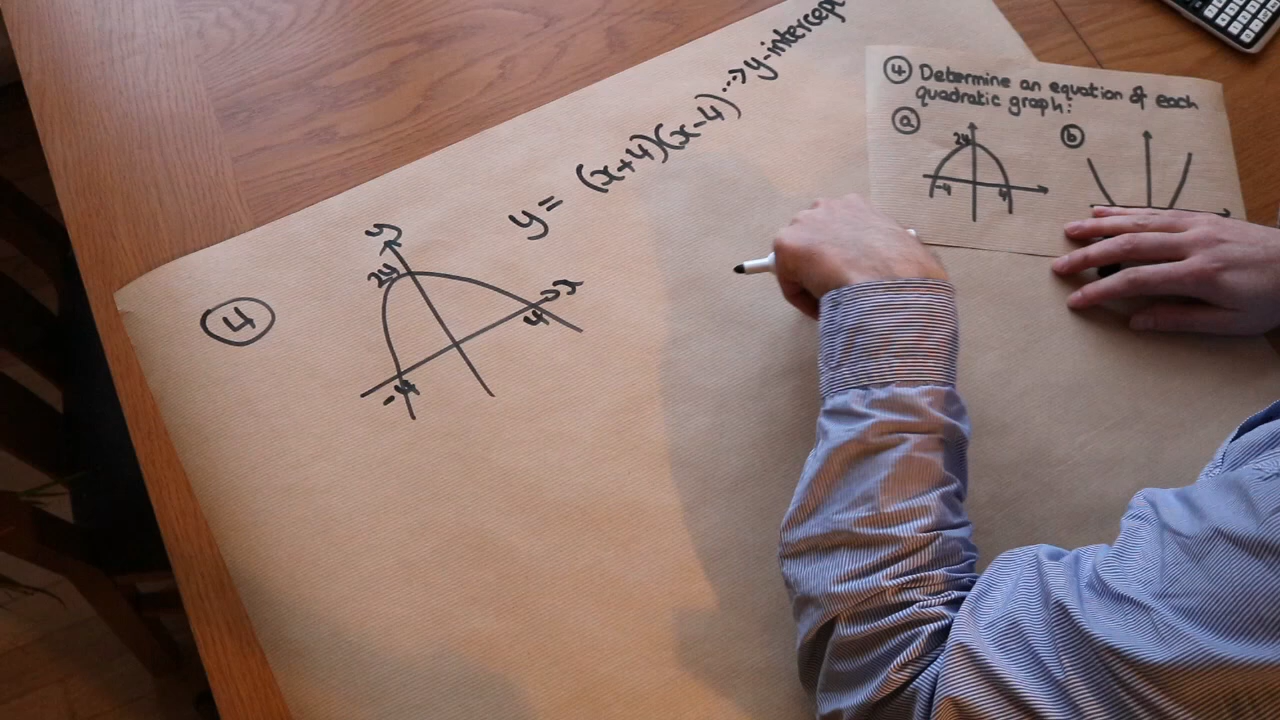 y = (x+4)(x-4) ⇢ y-intercept
④
y
24
x
4
-4
④ Determine an equation of each
quadratic graph:
ⓐ
24
-4
4
ⓑ